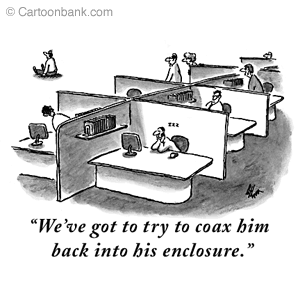 © Cartoonbank.com
zzz
“We’ve got to try to coax him
back into his enclosure.”